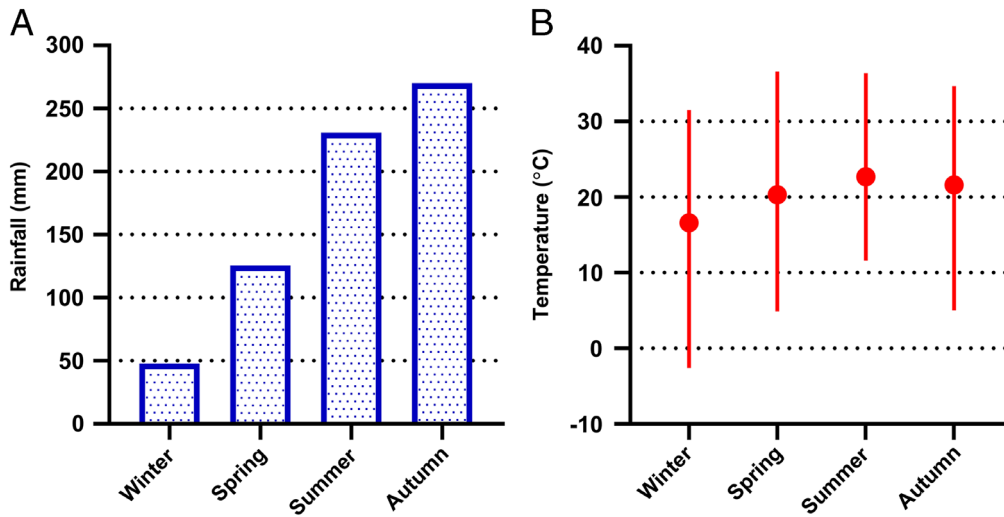 A
Rainfall (mm)
300
250
200
150
100
50
0
Winter
Spring
Summer
Autumn
B
Temperature (°C)
40
30
20
10
0
-10
Winter
Spring
Summer
Autumn